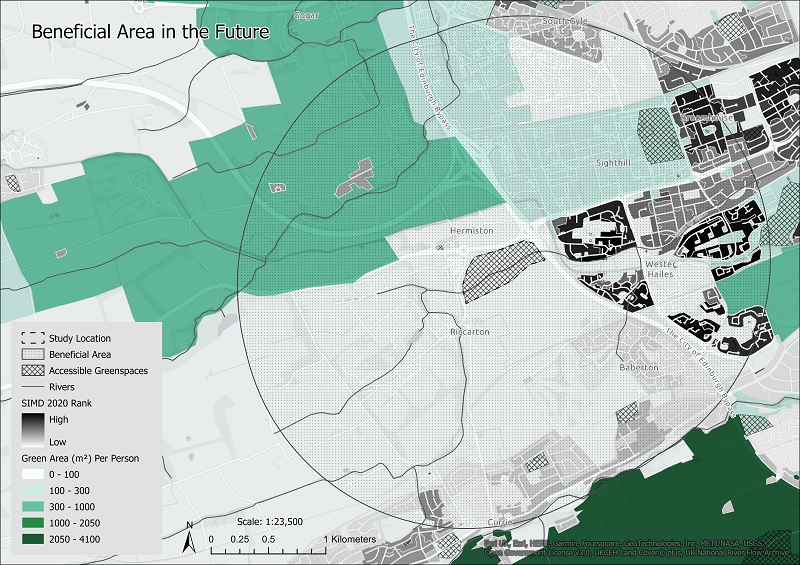 Beneficial Area in the Future
Gogar
South Gyle
The City of Edinburgh Bypass
Broomhouse
Sighthill
Hermiston
Wester
Hailes
Riccarton
The City of Edinburgh Bypass
Baberton
Currie
Study Location
Beneficial Area
Accessible Greenspaces
Rivers
SIMD 2020 Rank
High
Low
Green Area (m²) Per Person
0 - 100
100 - 300
300 - 1000
1000 - 2050
2050 - 4100
N
Scale: 1:23,500
0 0.25 0.5 1 Kilometers
Esri UK, Esri, HERE, Garmin, Foursquare, GeoTechnologies, Inc, METI/NASA, USGS
Open Government License v3.0, UKCEH Land Cover® plus, UK National River Flow Archive